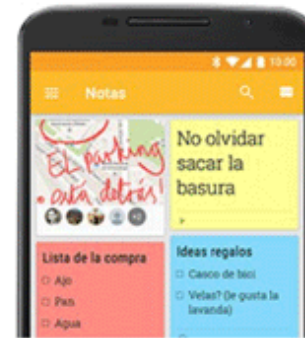 10:00
Notas
EL parking
esta detrás!
No olvidar
sacar la
basura
Lista de la compra
Ajo
Pan
Agua
Ideas regalos
Casco de bici
Velas? (le gusta la
lavanda)